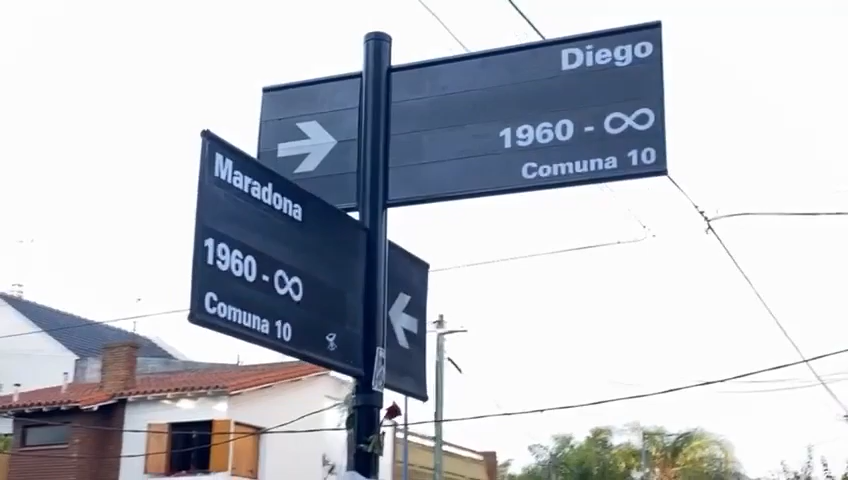 Diego
1960 - ∞
Comuna 10
Maradona
1960 - ∞
Comuna 10